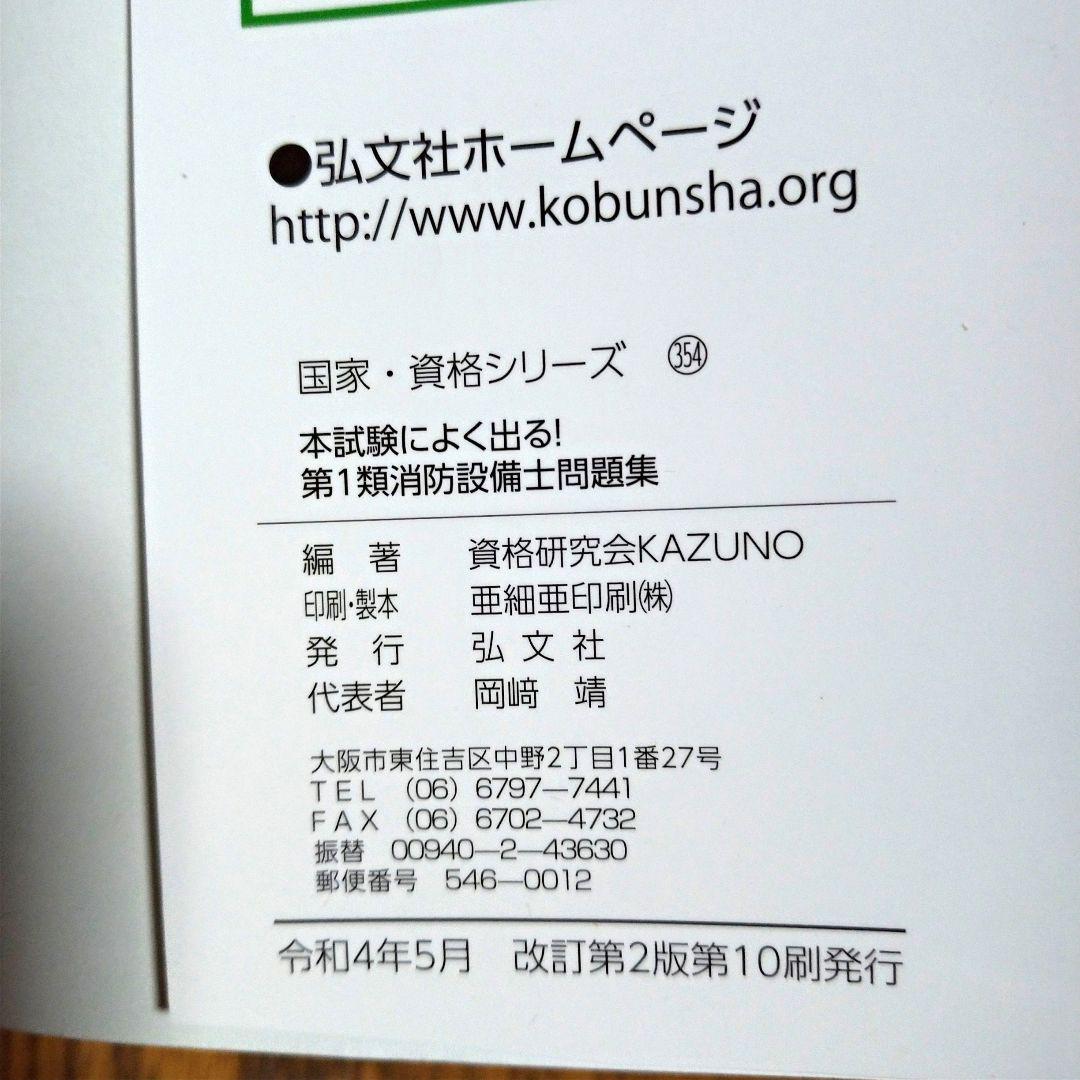 ●弘文社ホームページ
http://www.kobunsha.org
国家・資格シリーズ ㉞354
本試験によく出る!
第1類消防設備士問題集
編 著 資格研究会KAZUNO
印刷・製本 亜細亜印刷㈱
発 行 弘 文 社
代表者 岡﨑 靖
大阪市東住吉区中野2丁目1番27号
TEL (06) 6797―7441
FAX (06) 6702―4732
振替 00940―2―43630
郵便番号 546―0012
令和4年5月 改訂第2版第10刷発行